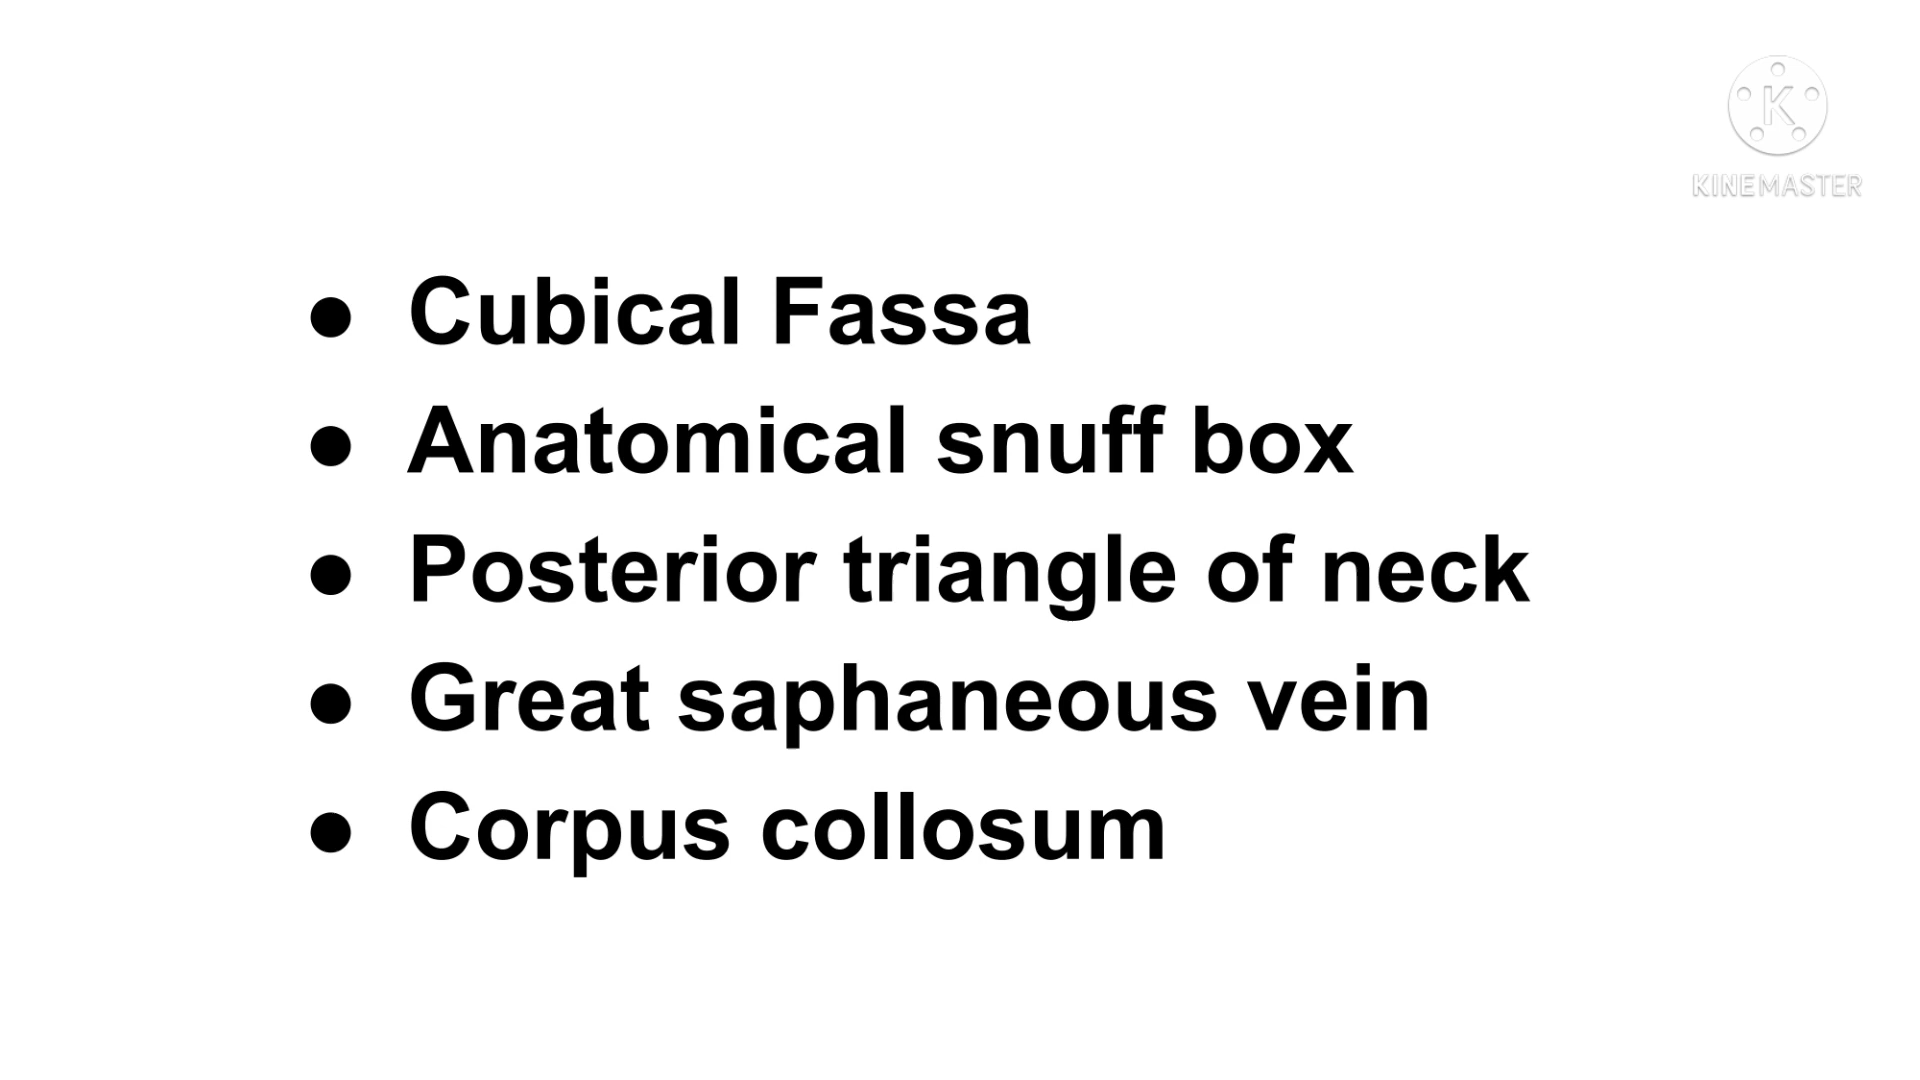 KINEMASTER
● Cubical Fassa
● Anatomical snuff box
● Posterior triangle of neck
● Great saphaneous vein
● Corpus collosum